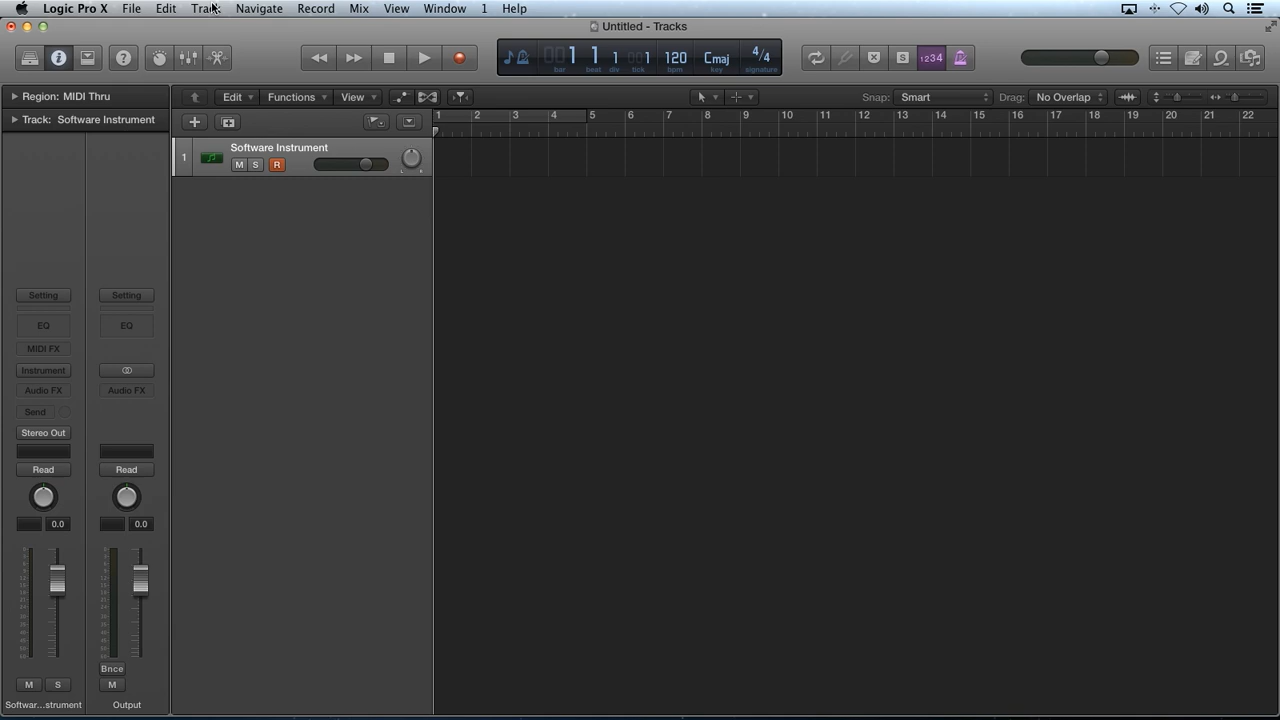 Logic Pro X File Edit Track Navigate Record Mix View Window 1 Help
Untitled - Tracks
1 1 1 1 120 Cmaj 4/4
bar beat div tick bpm key signature
1234
Region: MIDI Thru
Edit Functions View
Snap: Smart
Drag: No Overlap
Track: Software Instrument
1 2 3 4 5 6 7 8 9 10 11 12 13 14 15 16 17 18 19 20 21 22
1
Software Instrument
M S R
Setting Setting
EQ EQ
MIDI FX
Instrument
Audio FX Audio FX
Send
Stereo Out
Read Read
0.0 0.0
Bnce
M S M
Softwar...strument Output